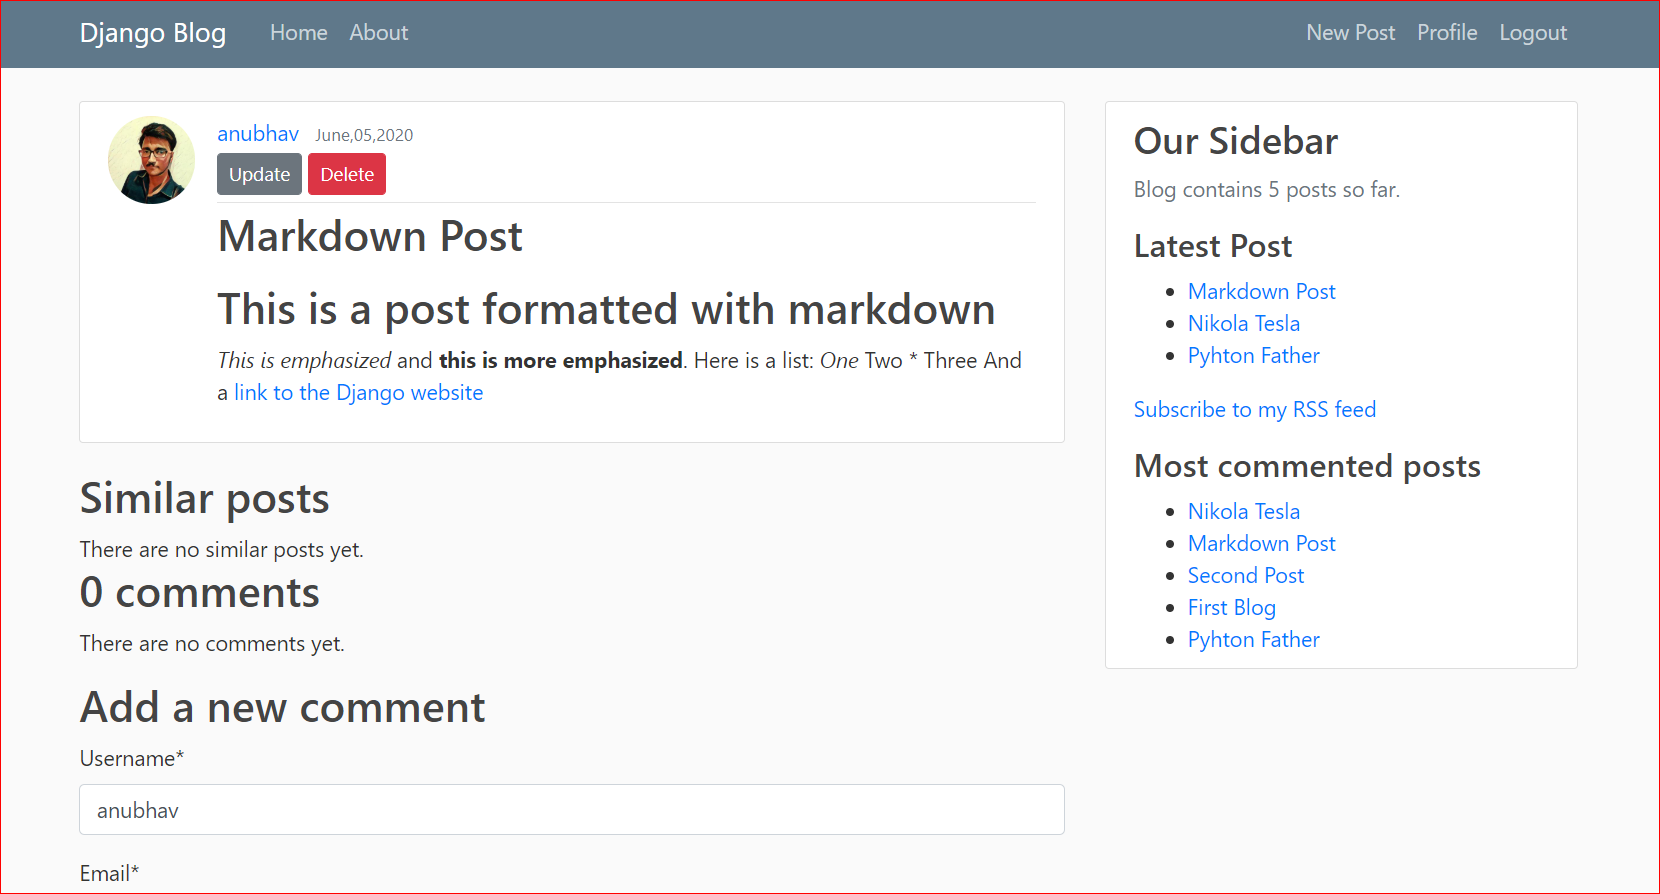 Django Blog Home About New Post Profile Logout
anubhav June,05,2020
Update Delete
Markdown Post
This is a post formatted with markdown
This is emphasized and this is more emphasized. Here is a list: One Two * Three And
a link to the Django website
Similar posts
There are no similar posts yet.
0 comments
There are no comments yet.
Add a new comment
Username*
anubhav
Email*
Our Sidebar
Blog contains 5 posts so far.
Latest Post
Markdown Post
Nikola Tesla
Pyhton Father
Subscribe to my RSS feed
Most commented posts
Nikola Tesla
Markdown Post
Second Post
First Blog
Pyhton Father